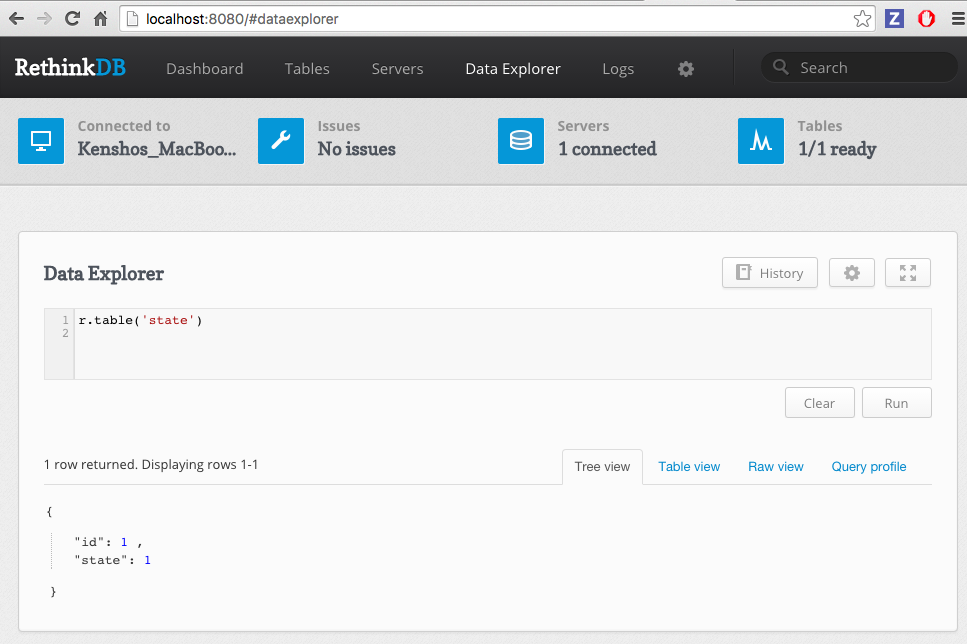 localhost:8080/#dataexplorer
Z
RethinkDB Dashboard Tables Servers Data Explorer Logs Search
Connected to Issues Servers Tables
Kenshos_MacBoo... No issues 1 connected 1/1 ready
Data Explorer History
1 r.table('state')
2
Clear Run
1 row returned. Displaying rows 1-1 Tree view Table view Raw view Query profile
{
"id": 1 ,
"state": 1
}